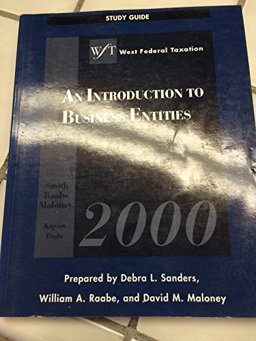 STUDY GUIDE
WfT West Federal Taxation
AN INTRODUCTION TO
BUSINESS ENTITIES
Smith
Raabe
Maloney
Kaplan
Engle
2000
Prepared by Debra L. Sanders,
William A. Raabe, and David M. Maloney